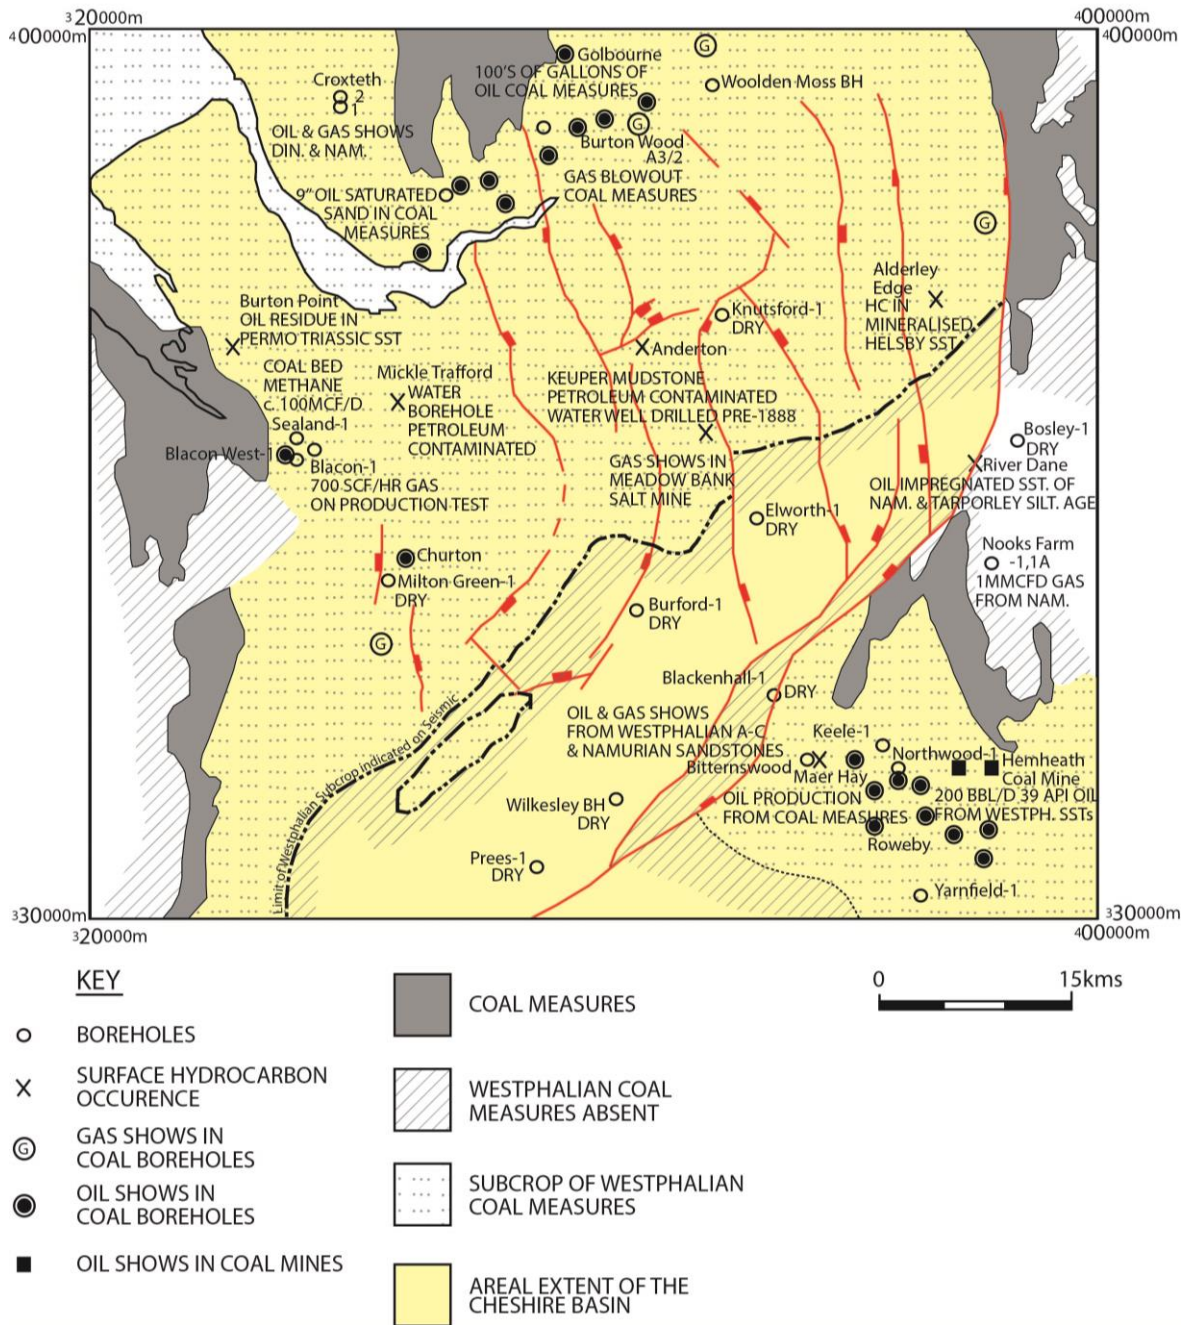 320000m
400000m
400000m
400000m
Croxteth
2
1
OIL & GAS SHOWS
DIN. & NAM.
Golbourne
100'S OF GALLONS OF
OIL COAL MEASURES
G
Woolden Moss BH
G
Burton Wood
A3/2
GAS BLOWOUT
COAL MEASURES
9" OIL SATURATED
SAND IN COAL
MEASURES
G
Alderley
Edge
HC IN
MINERALISED
HELSBY SST
Burton Point
OIL RESIDUE IN
PERMO TRIASSIC SST
Knutsford-1
DRY
Anderton
COAL BED
METHANE
c.100MCF/D
Sealand-1
Mickle Trafford
WATER
BOREHOLE
PETROLEUM
CONTAMINATED
KEUPER MUDSTONE
PETROLEUM CONTAMINATED
WATER WELL DRILLED PRE-1888
Blacon West-1
Blacon-1
700 SCF/HR GAS
ON PRODUCTION TEST
GAS SHOWS IN
MEADOW BANK
SALT MINE
Bosley-1
DRY
River Dane
OIL IMPREGNATED SST. OF
NAM. & TARPORLEY SILT. AGE
Elworth-1
DRY
Nooks Farm
-1,1A
1MMCFD GAS
FROM NAM.
Churton
Milton Green-1
DRY
G
Burford-1
DRY
Blackenhall-1
DRY
Limit of Westphalian Subcrop indicated on Seismic
OIL & GAS SHOWS
FROM WESTPHALIAN A-C
& NAMURIAN SANDSTONES
Bitternswood
Maer Hay
Keele-1
Northwood-1
Hemheath
Coal Mine
200 BBL/D 39 API OIL
FROM WESTPH. SSTs
OIL PRODUCTION
FROM COAL MEASURES
Roweby
Wilkesley BH
DRY
Prees-1
DRY
Yarnfield-1
330000m
320000m
330000m
400000m
KEY
BOREHOLES
SURFACE HYDROCARBON
OCCURENCE
G
GAS SHOWS IN
COAL BOREHOLES
OIL SHOWS IN
COAL BOREHOLES
OIL SHOWS IN COAL MINES
COAL MEASURES
WESTPHALIAN COAL
MEASURES ABSENT
SUBCROP OF WESTPHALIAN
COAL MEASURES
AREAL EXTENT OF THE
CHESHIRE BASIN
0
15kms